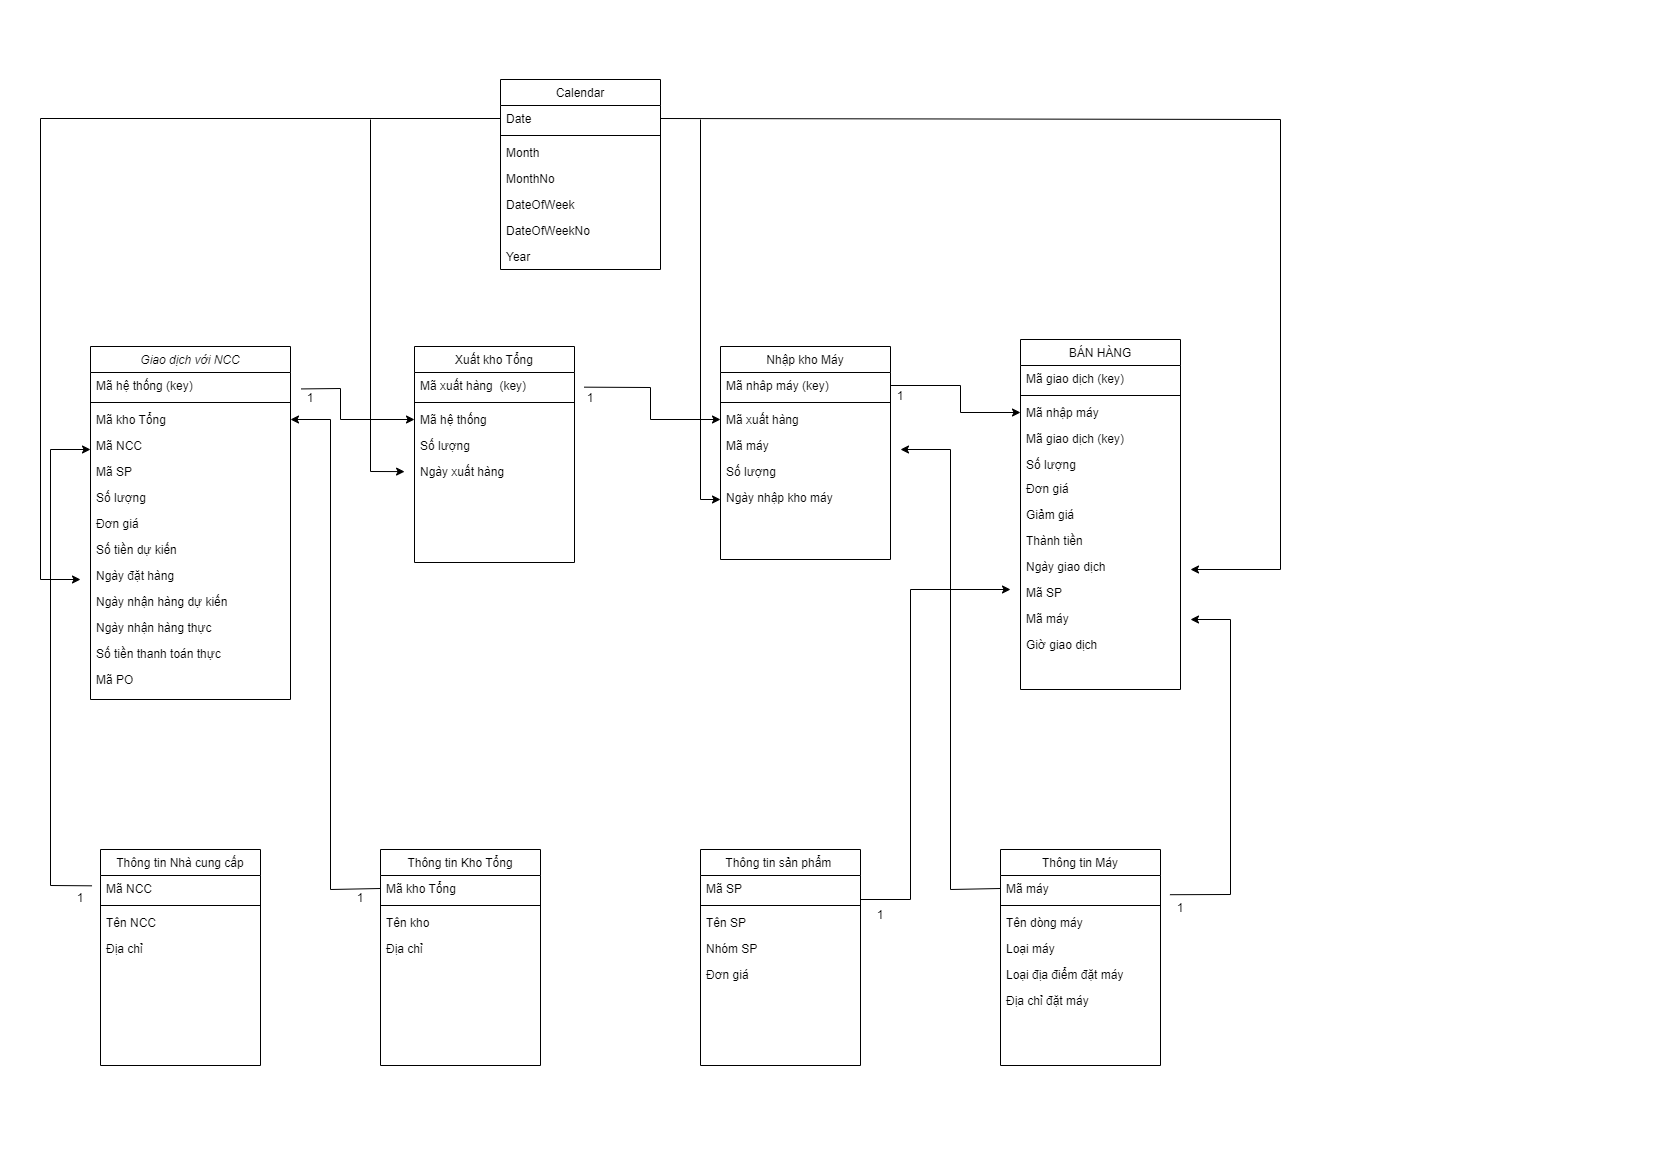 Calendar
Date
Month
MonthNo
DateOfWeek
DateOfWeekNo
Year
Giao dịch với NCC
Mã hệ thống (key)
1
Mã kho Tổng
Mã NCC
Mã SP
Số lượng
Đơn giá
Số tiền dự kiến
Ngày đặt hàng
Ngày nhận hàng dự kiến
Ngày nhận hàng thực
Số tiền thanh toán thực
Mã PO
Xuất kho Tổng
Mã xuất hàng (key)
1
Mã hệ thống
Số lượng
Ngày xuất hàng
Nhập kho Máy
Mã nhâp máy (key)
1
Mã xuất hàng
Mã máy
Số lượng
Ngày nhập kho máy
BÁN HÀNG
Mã giao dịch (key)
Mã nhập máy
Mã giao dịch (key)
Số lượng
Đơn giá
Giảm giá
Thành tiền
Ngày giao dịch
Mã SP
Mã máy
Giờ giao dịch
Thông tin Nhà cung cấp
Mã NCC
1
Tên NCC
Địa chỉ
Thông tin Kho Tổng
Mã kho Tổng
1
Tên kho
Địa chỉ
Thông tin sản phẩm
Mã SP
1
Tên SP
Nhóm SP
Đơn giá
Thông tin Máy
Mã máy
1
Tên dòng máy
Loại máy
Loại địa điểm đặt máy
Địa chỉ đặt máy